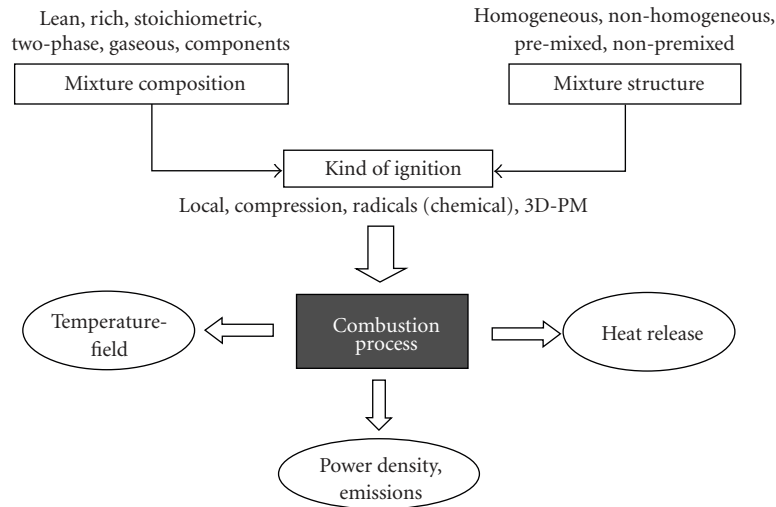 Lean, rich, stoichiometric,
two-phase, gaseous, components
Mixture composition
Homogeneous, non-homogeneous,
pre-mixed, non-premixed
Mixture structure
Kind of ignition
Local, compression, radicals (chemical), 3D-PM
Temperature-
field
Combustion
process
Heat release
Power density,
emissions